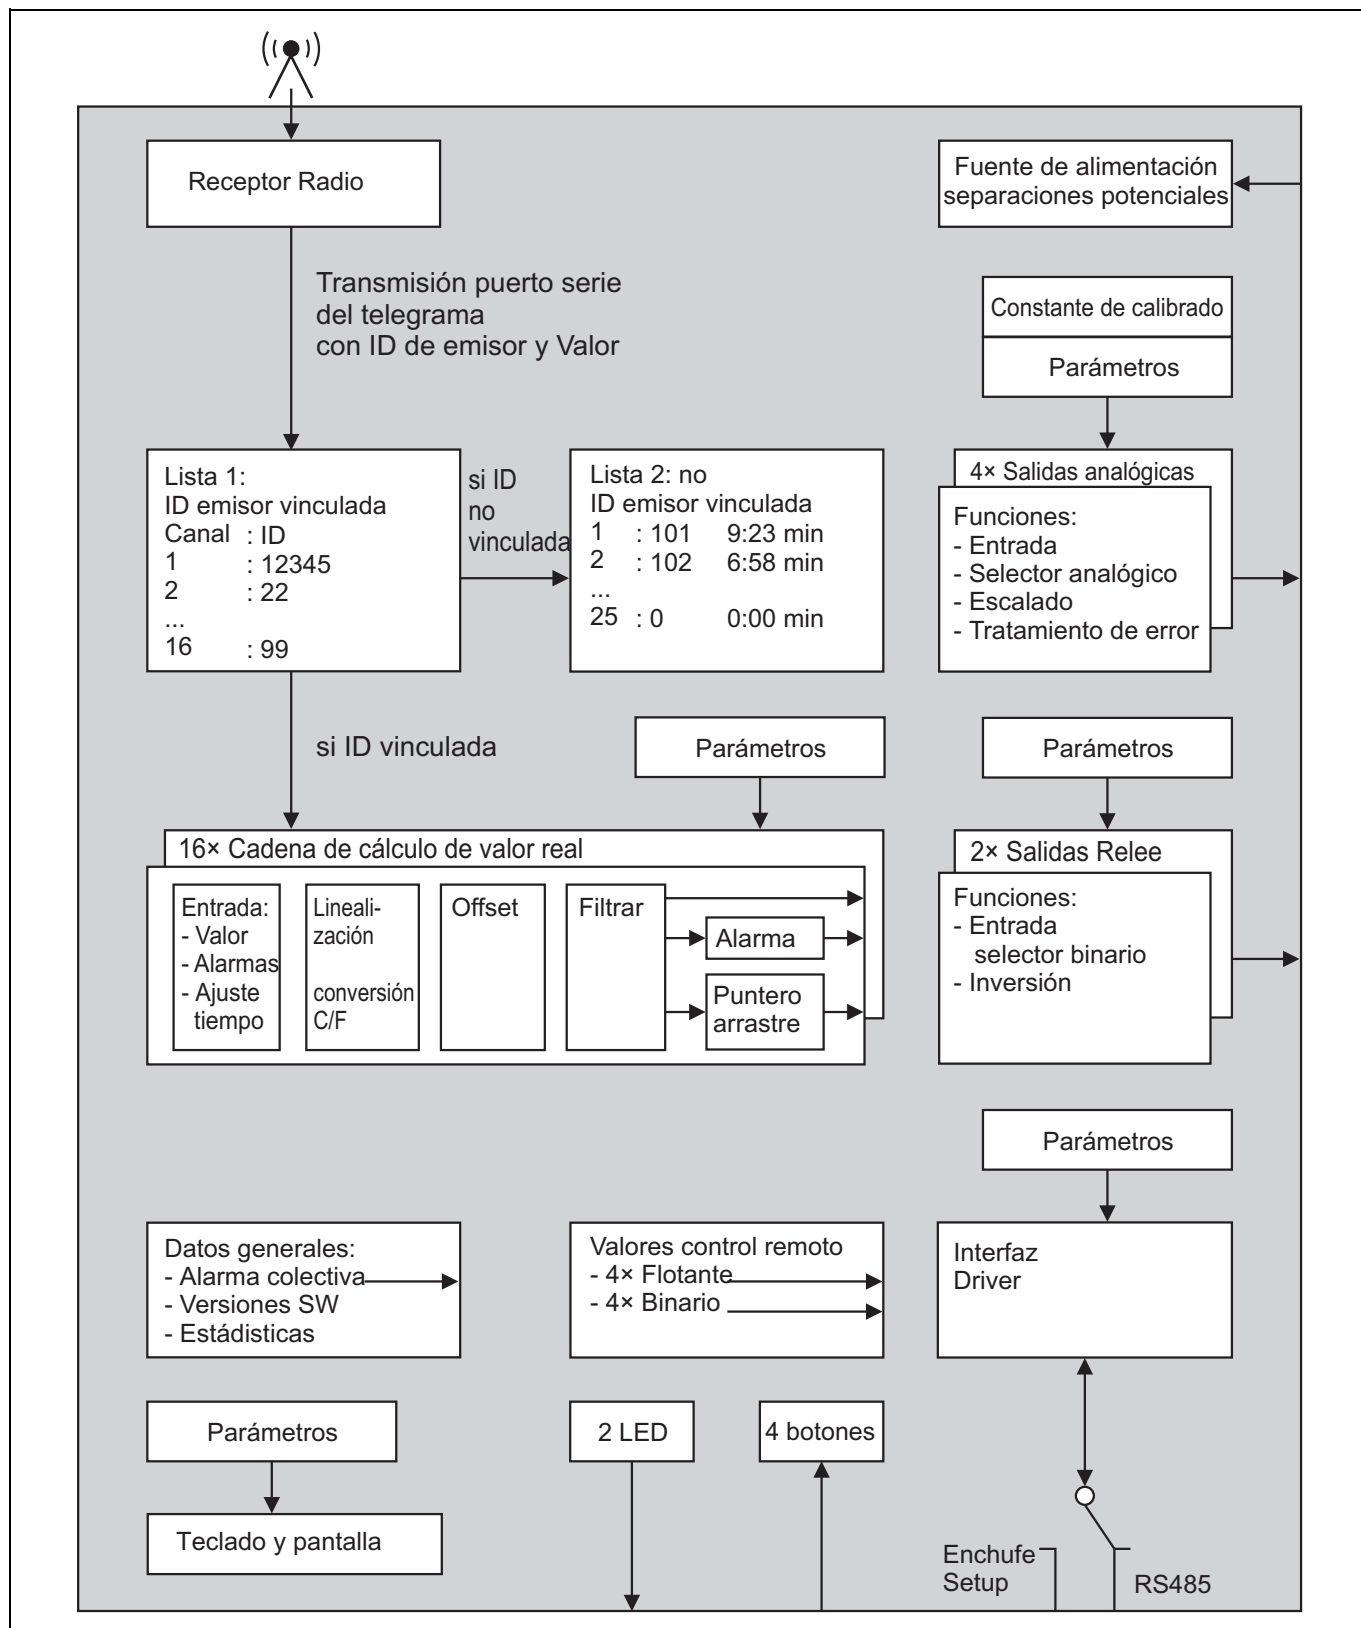 Receptor Radio
Fuente de alimentación
separaciones potenciales
Transmisión puerto serie
del telegrama
con ID de emisor y Valor
Constante de calibrado
Parámetros
Lista 1:
ID emisor vinculada
Canal : ID
1 : 12345
2 : 22
...
16 : 99
si ID
no
vinculada
Lista 2: no
ID emisor vinculada
1 : 101 9:23 min
2 : 102 6:58 min
...
25 : 0 0:00 min
4× Salidas analógicas
Funciones:
- Entrada
- Selector analógico
- Escalado
- Tratamiento de error
si ID vinculada
Parámetros
Parámetros
16× Cadena de cálculo de valor real
Entrada:
- Valor
- Alarmas
- Ajuste
tiempo
Lineali-
zación
conversión
C/F
Offset
Filtrar
Alarma
Puntero
arrastre
2× Salidas Relee
Funciones:
- Entrada
selector binario
- Inversión
Parámetros
Datos generales:
- Alarma colectiva
- Versiones SW
- Estádisticas
Valores control remoto
- 4× Flotante
- 4× Binario
Interfaz
Driver
Parámetros
2 LED
4 botones
Teclado y pantalla
Enchufe
Setup
RS485